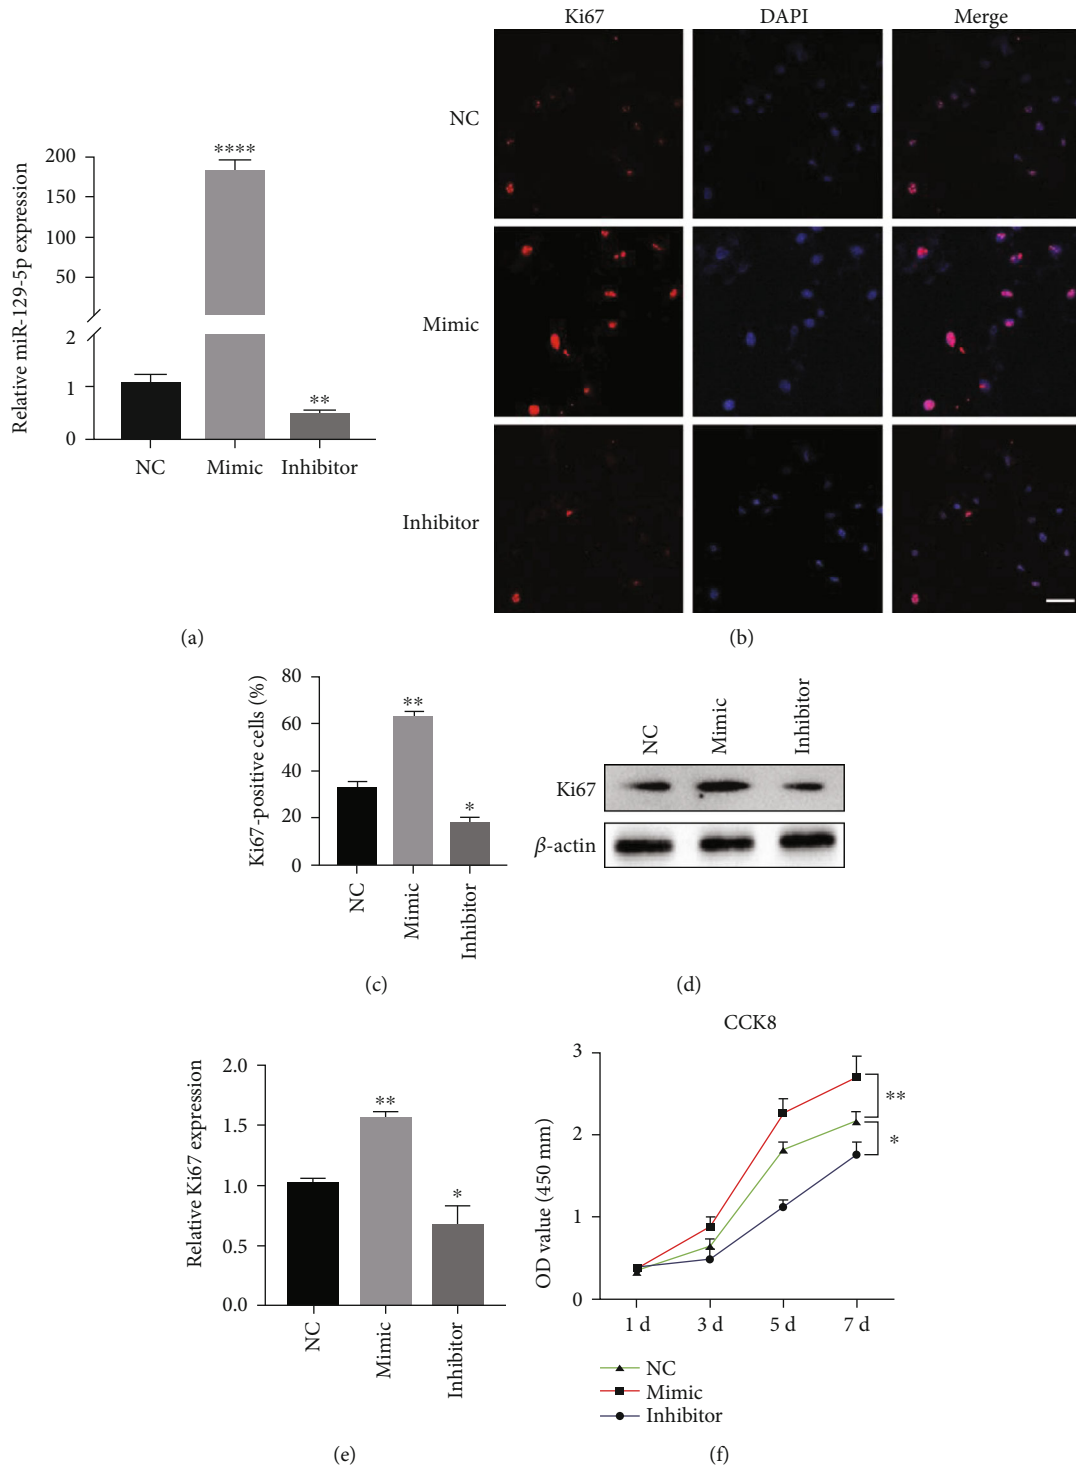 Relative miR-129-5p expression
200
150
100
50
2
1
0
****
**
NC Mimic Inhibitor
(a)
Ki67 DAPI Merge
NC
Mimic
Inhibitor
(b)
Ki67-positive cells (%)
80
60
40
20
0
**
*
NC
Mimic
Inhibitor
(c)
NC
Mimic
Inhibitor
Ki67
β-actin
(d)
Relative Ki67 expression
2.0
1.5
1.0
0.5
0.0
**
*
NC
Mimic
Inhibitor
(e)
CCK8
OD value (450 mm)
3
2
1
0
**
*
1 d 3 d 5 d 7 d
NC
Mimic
Inhibitor
(f)